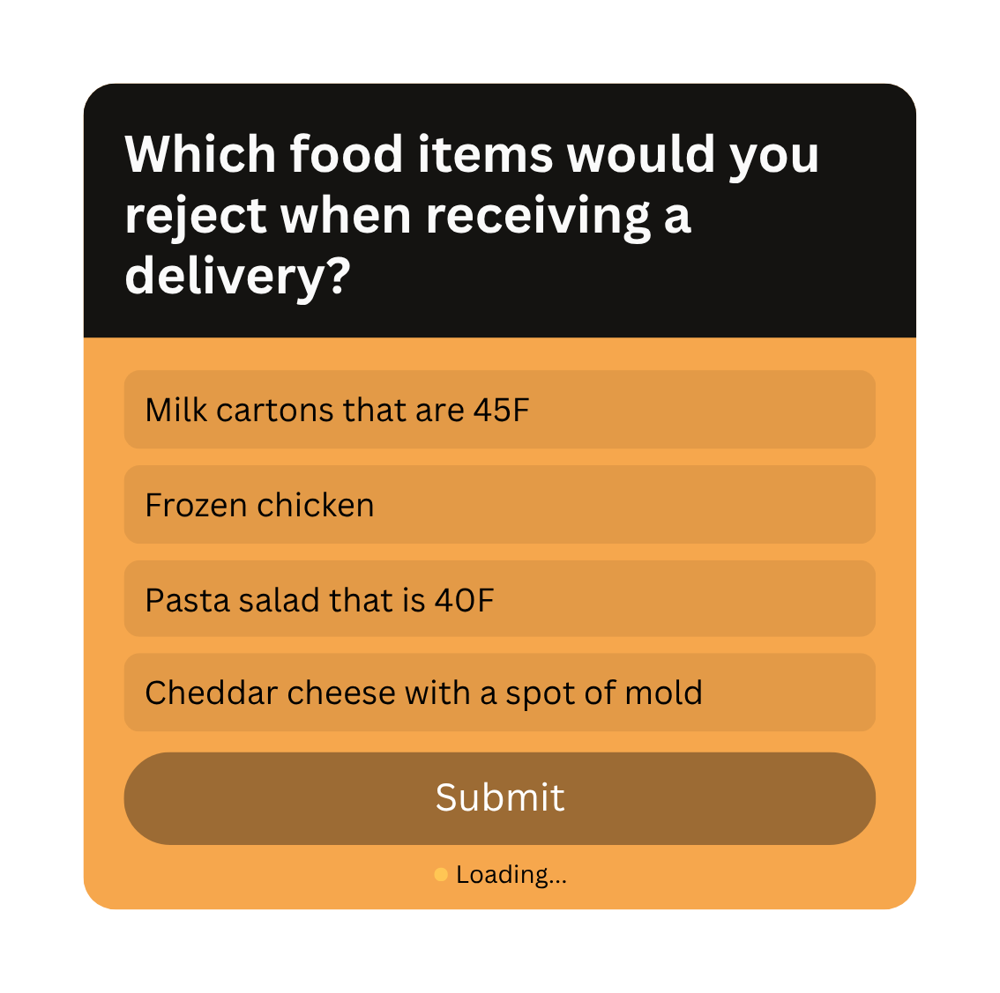 Which food items would you
reject when receiving a
delivery?
Milk cartons that are 45F
Frozen chicken
Pasta salad that is 40F
Cheddar cheese with a spot of mold
Submit
Loading...